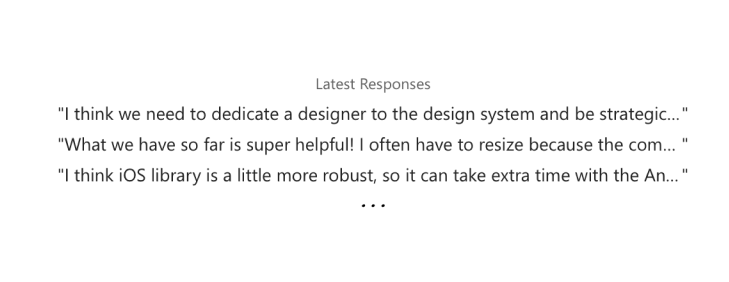 Latest Responses
"I think we need to dedicate a designer to the design system and be strategic..."
"What we have so far is super helpful! I often have to resize because the com... "
"I think iOS library is a little more robust, so it can take extra time with the An..."
...